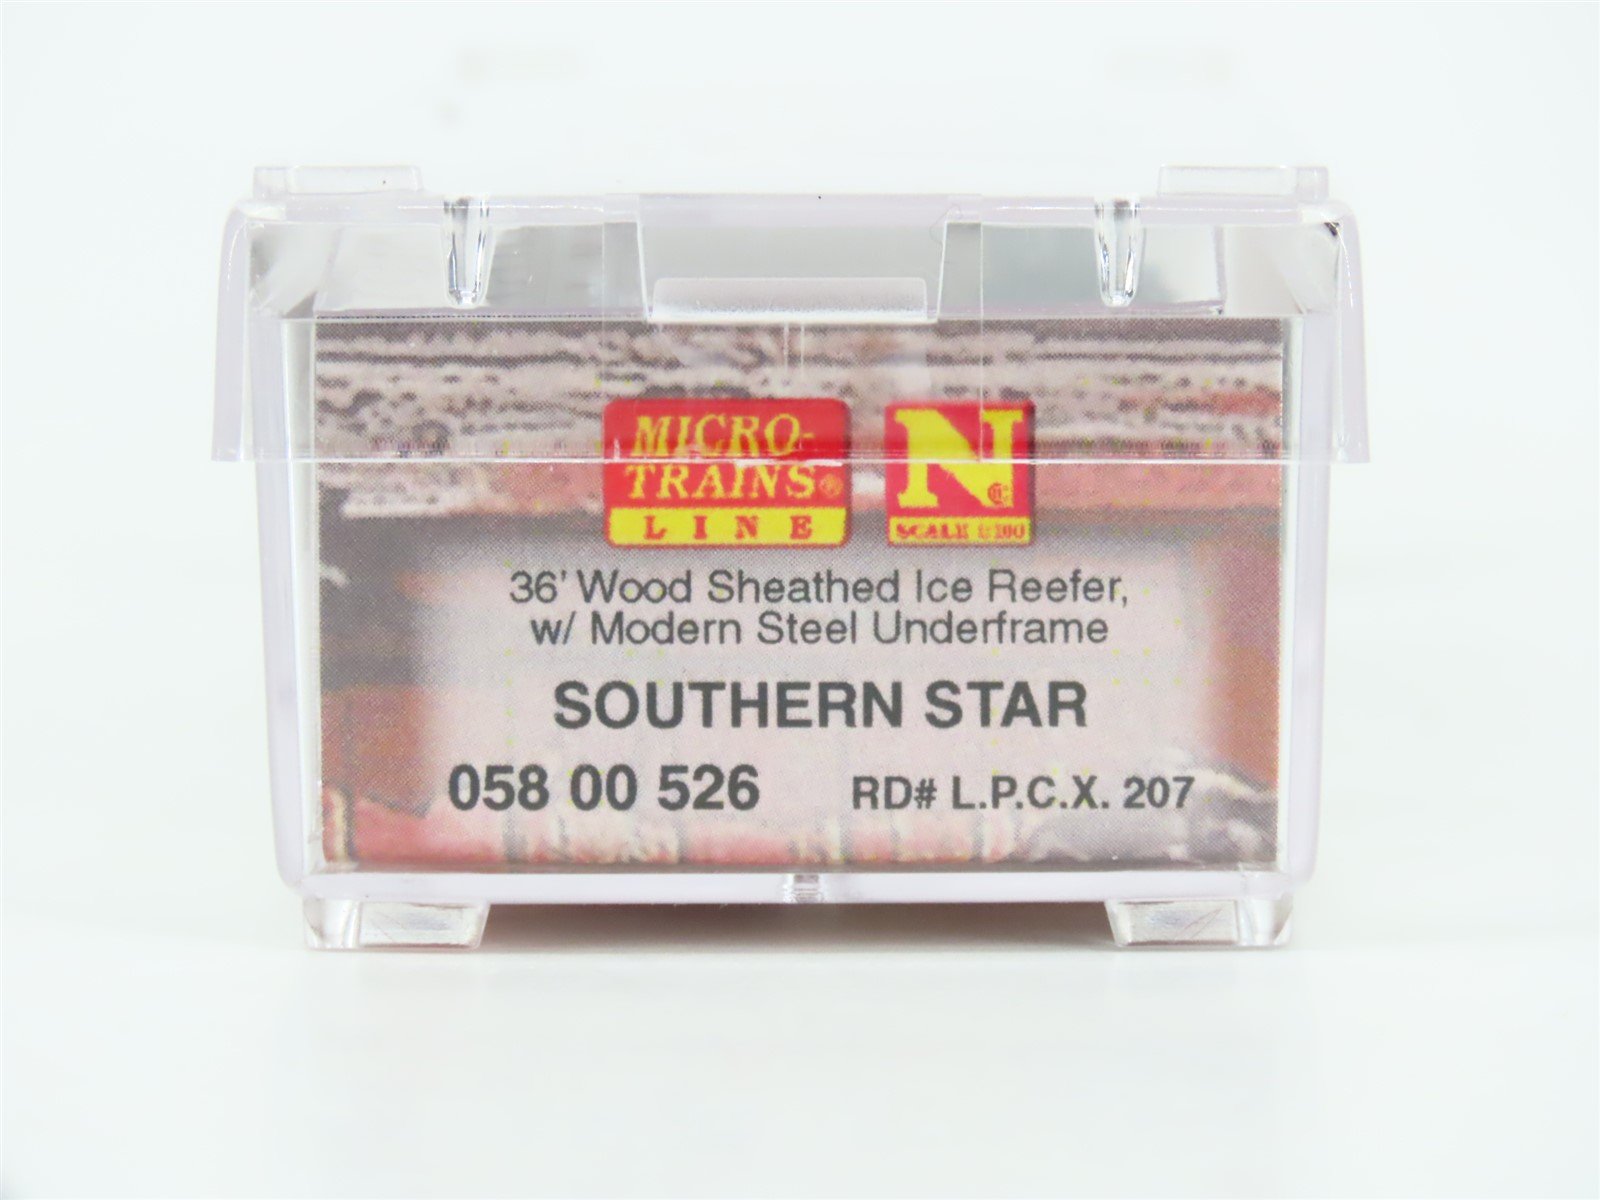 MICRO-
TRAINS®
LINE
N
SCALE 1:160
36' Wood Sheathed Ice Reefer,
w/ Modern Steel Underframe
SOUTHERN STAR
058 00 526 RD# L.P.C.X. 207